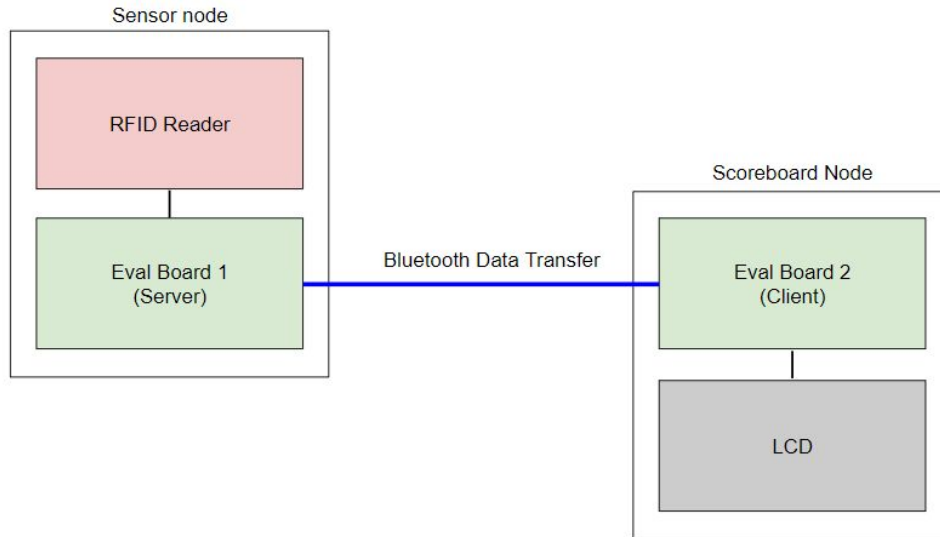 Sensor node
RFID Reader
Eval Board 1
(Server)
Bluetooth Data Transfer
Scoreboard Node
Eval Board 2
(Client)
LCD